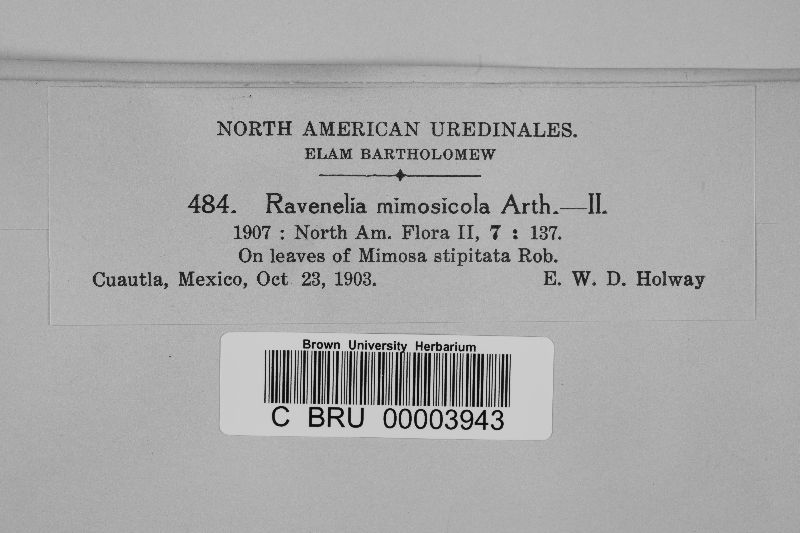 NORTH AMERICAN UREDINALES.
ELAM BARTHOLOMEW
484. Ravenelia mimosicola Arth.—II.
1907 : North Am. Flora II, 7 : 137.
On leaves of Mimosa stipitata Rob.
Cuautla, Mexico, Oct 23, 1903. E. W. D. Holway
Brown University Herbarium
C BRU 00003943